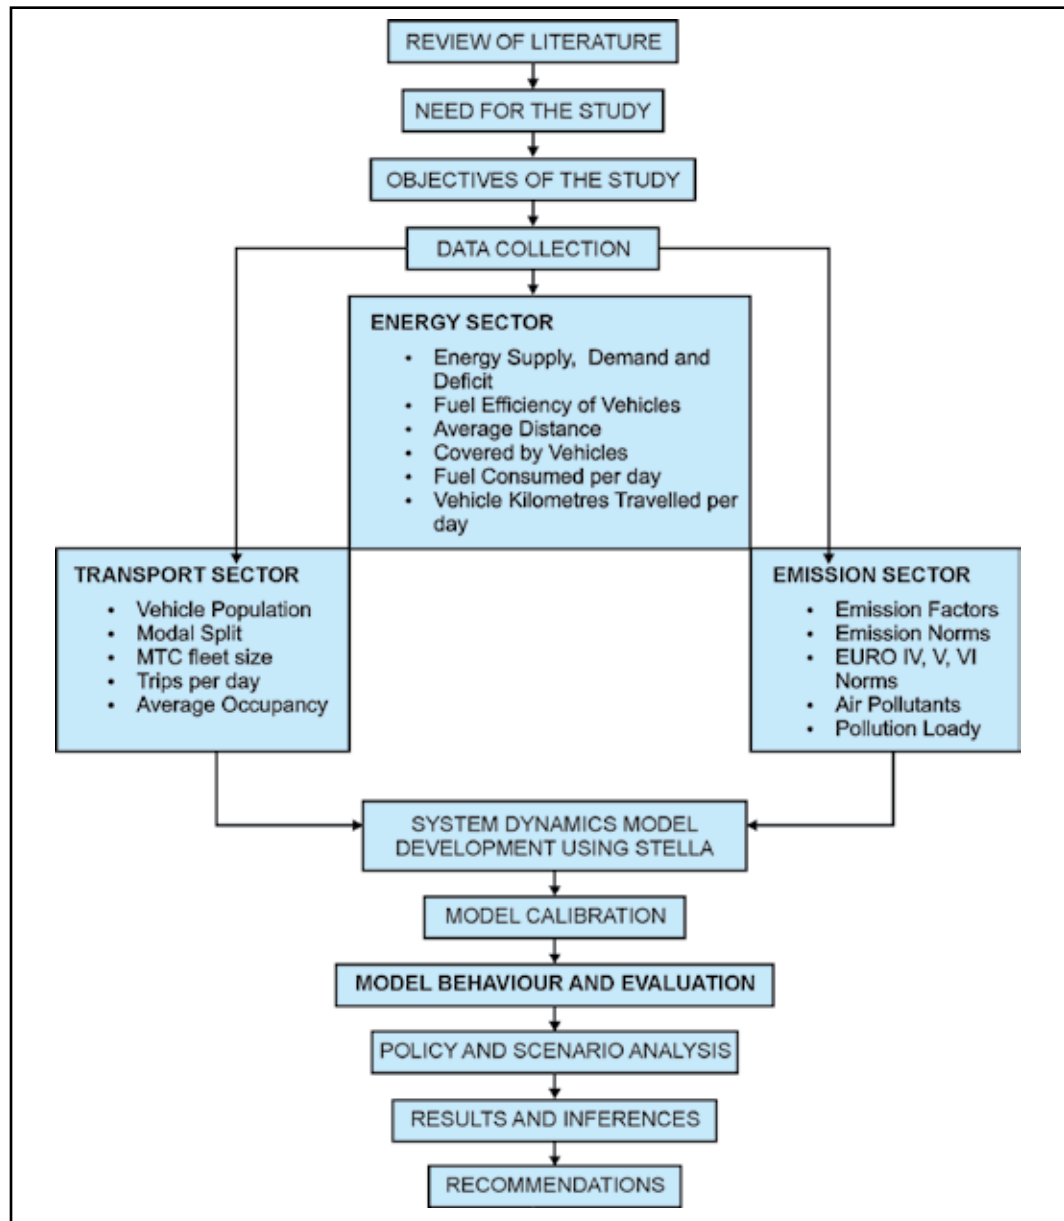 REVIEW OF LITERATURE
NEED FOR THE STUDY
OBJECTIVES OF THE STUDY
DATA COLLECTION
ENERGY SECTOR
• Energy Supply, Demand and
Deficit
• Fuel Efficiency of Vehicles
• Average Distance
• Covered by Vehicles
• Fuel Consumed per day
• Vehicle Kilometres Travelled per
day
TRANSPORT SECTOR
• Vehicle Population
• Modal Split
• MTC fleet size
• Trips per day
• Average Occupancy
EMISSION SECTOR
• Emission Factors
• Emission Norms
• EURO IV, V, VI
Norms
• Air Pollutants
• Pollution Loady
SYSTEM DYNAMICS MODEL
DEVELOPMENT USING STELLA
MODEL CALIBRATION
MODEL BEHAVIOUR AND EVALUATION
POLICY AND SCENARIO ANALYSIS
RESULTS AND INFERENCES
RECOMMENDATIONS